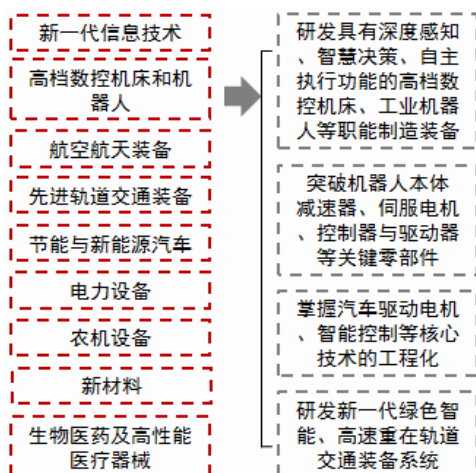 新一代信息技术
高档数控机床和机
器人
航空航天装备
先进轨道交通装备
节能与新能源汽车
电力设备
农机设备
新材料
生物医药及高性能
医疗器械
研发具有深度感知
、智慧决策、自主
执行功能的高档数
控机床、工业机器
人等职能制造装备
突破机器人本体
减速器、伺服电机
、控制器与驱动器
等关键零部件
掌握汽车驱动电机
、智能控制等核心
技术的工程化
研发新一代绿色智
能、高速重在轨道
交通装备系统